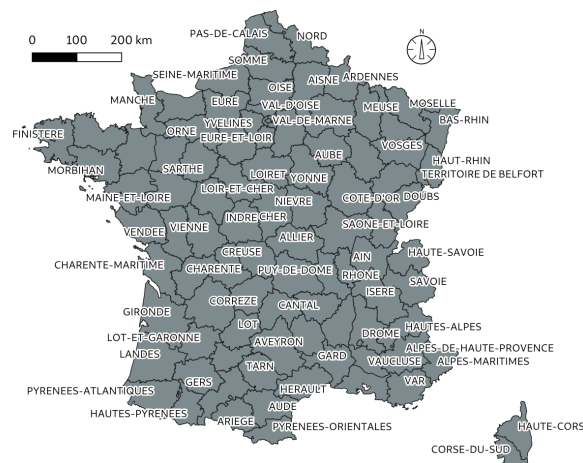 PAS-DE-CALAIS
NORD
N
0 100 200 km
SOMME
SEINE-MARITIME
AISNE
ARDENNES
OISE
MANCHE
EURE
VAL-D'OISE
MEUSE
MOSELLE
YVELINES
VAL-DE-MARNE
BAS-RHIN
FINISTERE
ORNE
EURE-ET-LOIR
VOSGES
AUBE
HAUT-RHIN
MORBIHAN
SARTHE
LOIRET
YONNE
TERRITOIRE DE BELFORT
LOIR-ET-CHER
MAINE-ET-LOIRE
NIEVRE
COTE-D'OR
DOUBS
INDRE
CHER
VENDEE
VIENNE
SAONE-ET-LOIRE
ALLIER
CREUSE
HAUTE-SAVOIE
AIN
CHARENTE-MARITIME
CHARENTE
PUY-DE-DOME
RHONE
SAVOIE
ISERE
CORREZE
CANTAL
GIRONDE
LOT
HAUTES-ALPES
DROME
LOT-ET-GARONNE
AVEYRON
ALPES-DE-HAUTE-PROVENCE
LANDES
GARD
VAUCLUSE
ALPES-MARITIMES
TARN
GERS
VAR
PYRENEES-ATLANTIQUES
HERAULT
HAUTES-PYRENEES
AUDE
ARIEGE
PYRENEES-ORIENTALES
HAUTE-CORS
CORSE-DU-SUD